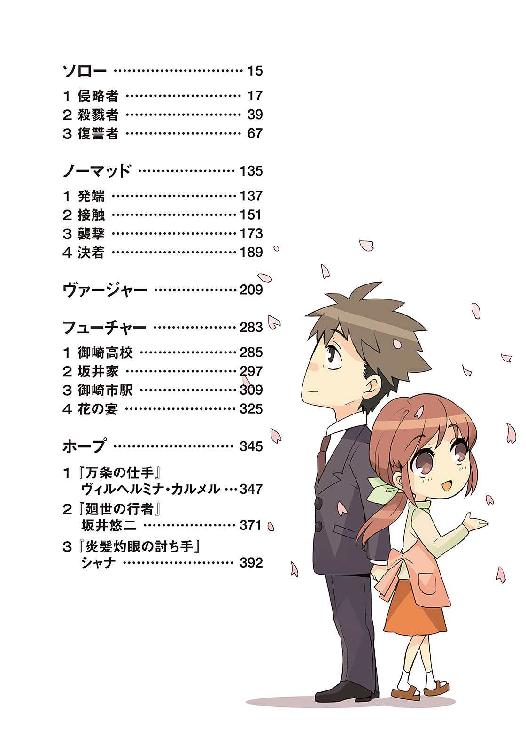 ソロー ………………………… 15
1 侵略者 ……………………… 17
2 殺戮者 ……………………… 39
3 復讐者 ……………………… 67
ノーマッド ………………… 135
1 発端 ……………………… 137
2 接触 ……………………… 151
3 襲撃 ……………………… 173
4 決着 ……………………… 189
ヴァージャー ……………… 209
フューチャー ……………… 283
1 御崎高校 ………………… 285
2 坂井家 …………………… 297
3 御崎市駅 ………………… 309
4 花の宴 …………………… 325
ホープ ……………………… 345
1 『万条の仕手』
ヴィルヘルミナ・カルメル …347
2 『廻世の行者』
坂井悠二 ………………… 371
3 『炎髪灼眼の討ち手』
シャナ …………………… 392